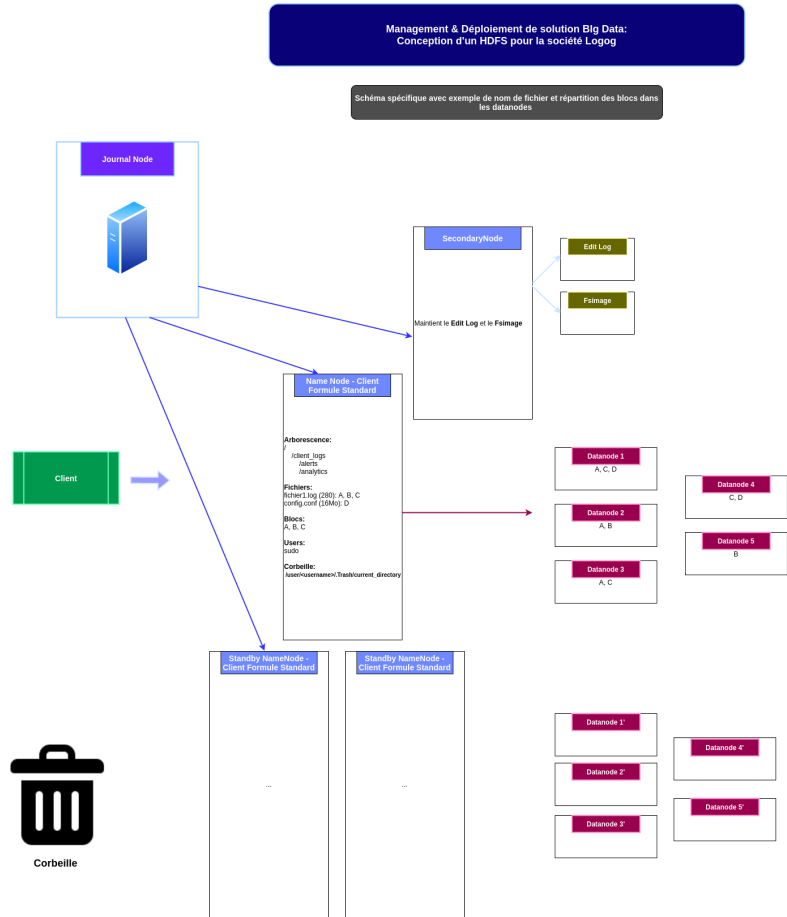 Management & Déploiement de solution BIg Data:
Conception d'un HDFS pour la société Logog
Schéma spécifique avec exemple de nom de fichier et répartition des blocs dans
les datanodes
Journal Node
SecondaryNode
Maintient le Edit Log et le Fsimage
Edit Log
Fsimage
Name Node - Client
Formule Standard
Arborescence:
/
/client_logs
/alerts
/analytics
Fichiers:
fichier1.log (280): A, B, C
config.conf (16Mo): D
Blocs:
A, B, C
Users:
sudo
Corbeille:
/user/<username>/.Trash/current_directory
Client
Datanode 1
A, C, D
Datanode 2
A, B
Datanode 3
A, C
Datanode 4
C, D
Datanode 5
B
Standby NameNode -
Client Formule Standard
...
Standby NameNode -
Client Formule Standard
...
Datanode 1'
Datanode 2'
Datanode 3'
Datanode 4'
Datanode 5'
Corbeille